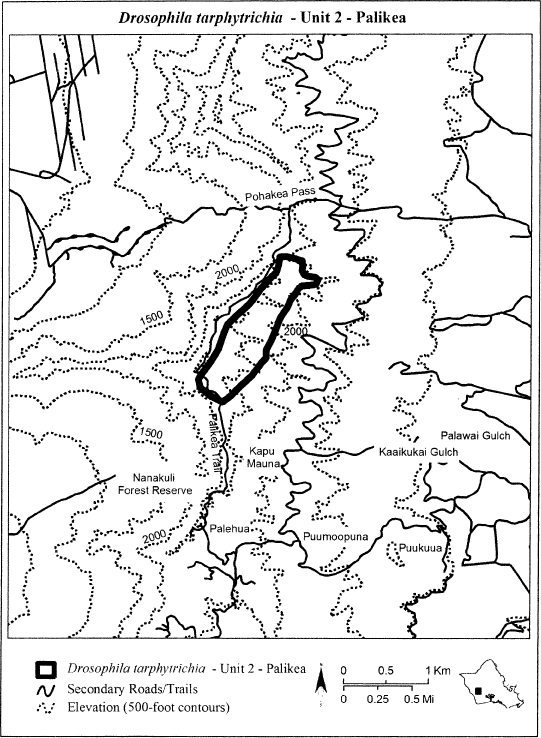 Drosophila tarphytrichia - Unit 2 - Palikea
Pohakea Pass
2000
1500
2000
1500
Palikea Trail
Kapu
Mauna
Palawai Gulch
Kaaikukai Gulch
Nanakuli
Forest Reserve
2000
Palehua
Puumoopuna
Puukuua
Drosophila tarphytrichia - Unit 2 - Palikea
Secondary Roads/Trails
Elevation (500-foot contours)
0 0.5 1 Km
0 0.25 0.5 Mi